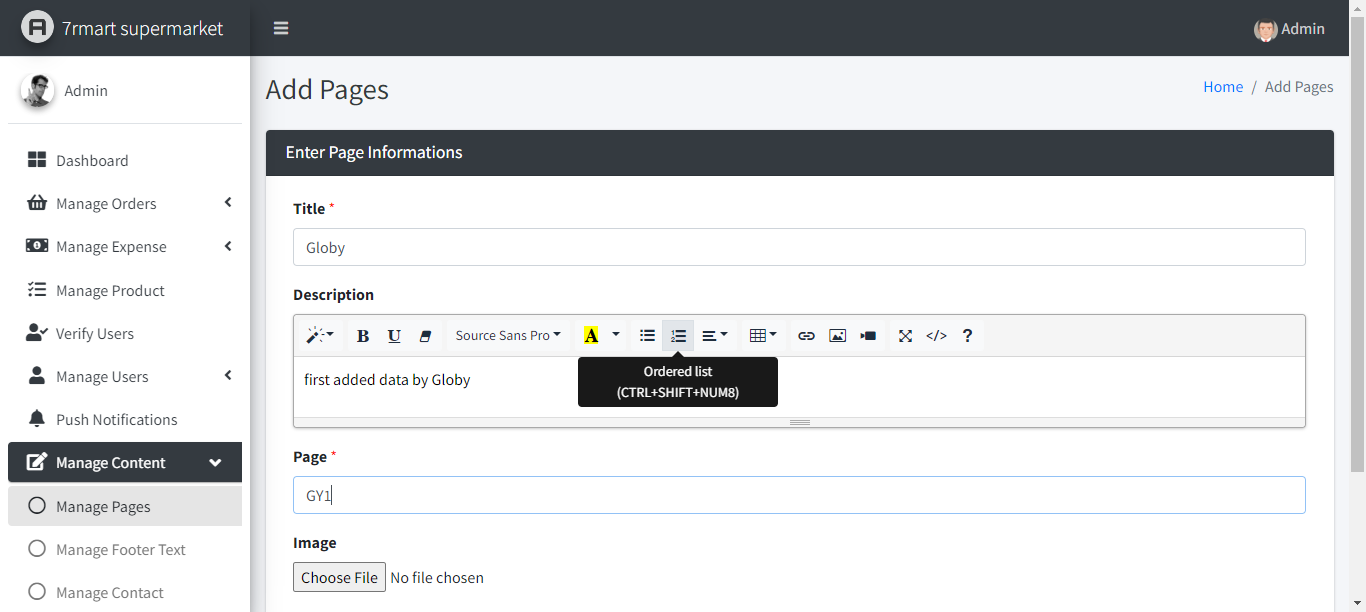 7rmart supermarket
Admin
Admin
Dashboard
Manage Orders
Manage Expense
Manage Product
Verify Users
Manage Users
Push Notifications
Manage Content
Manage Pages
Manage Footer Text
Manage Contact
Add Pages
Home / Add Pages
Enter Page Informations
Title *
Globy
Description
B U Source Sans Pro A </> ?
Ordered list
(CTRL+SHIFT+NUM8)
first added data by Globy
Page *
GY1
Image
Choose File No file chosen